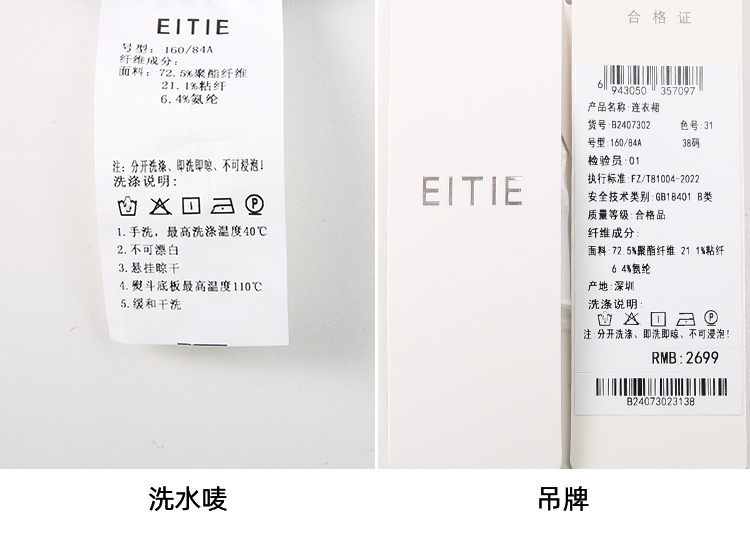 EITIE
号型: 160/84A
纤维成分:
面料: 72.5%聚酯纤维
21.1%粘纤
6.4%氨纶
注: 分开洗涤、即洗即晾、不可浸泡!
洗涤说明:
1.手洗，最高洗涤温度40℃
2.不可漂白
3.悬挂晾干
4.熨斗底板最高温度110℃
5.缓和干洗
洗水唛
EITIE
合格证
6 943050 357097
产品名称:连衣裙
货号:B2407302 色号:31
号型:160/84A 38码
检验员:01
执行标准:FZ/T81004-2022
安全技术类别:GB18401 B类
质量等级:合格品
纤维成分:
面料:72.5%聚酯纤维 21.1%粘纤
6.4%氨纶
产地:深圳
洗涤说明:
注:分开洗涤、即洗即晾、不可浸泡!
RMB:2699
B24073023138
吊牌